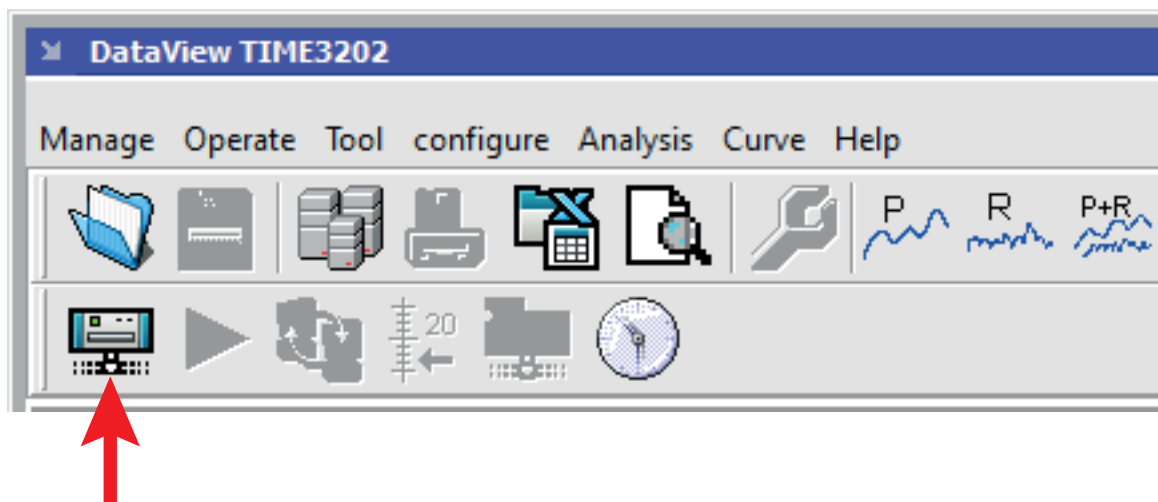 DataView TIME3202
Manage Operate Tool configure Analysis Curve Help
P R P+R
20